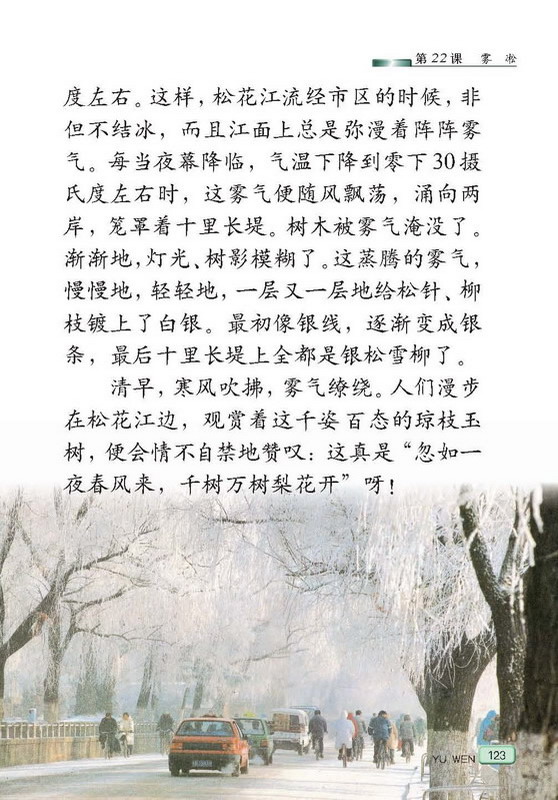 第22课 雾凇
度左右。这样，松花江流经市区的时候，非
但不结冰，而且江面上总是弥漫着阵阵雾
气。每当夜幕降临，气温下降到零下30摄
氏度左右时，这雾气便随风飘荡，涌向两
岸，笼罩着十里长堤。树木被雾气淹没了。
渐渐地，灯光、树影模糊了。这蒸腾的雾气，
慢慢地，轻轻地，一层又一层地给松针、柳
枝镀上了白银。最初像银线，逐渐变成银
条，最后十里长堤上全都是银松雪柳了。
清早，寒风吹拂，雾气缭绕。人们漫步
在松花江边，观赏着这千姿百态的琼枝玉
树，便会情不自禁地赞叹：这真是“忽如一
夜春风来，千树万树梨花开”呀！
YU WEN 123